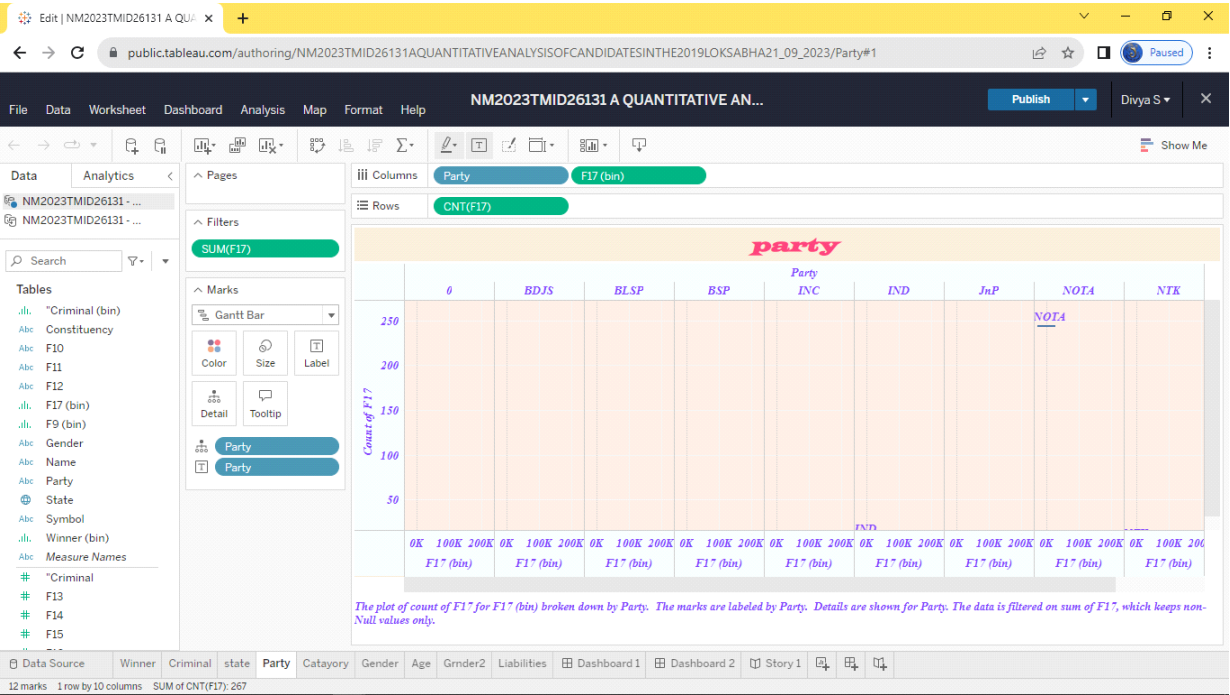 Edit | NM2023TMID26131 A QUA
public.tableau.com/authoring/NM2023TMID26131AQUANTITATIVEANALYSISOFCANDIDATESINTHE2019LOKSABHA21_09_2023/Party#1
Paused
File Data Worksheet Dashboard Analysis Map Format Help
NM2023TMID26131 A QUANTITATIVE AN...
Publish
Divya S
Show Me
Data Analytics
NM2023TMID26131 - ...
NM2023TMID26131 - ...
Search
Tables
Abc
"Criminal (bin)
Abc Constituency
Abc F10
Abc F11
Abc F12
F17 (bin)
F9 (bin)
Abc Gender
Abc Name
Abc Party
State
Abc Symbol
Winner (bin)
Abc Measure Names
# "Criminal
# F13
# F14
# F15
Pages
Filters
SUM(F17)
Marks
Gantt Bar
Color Size Label
Detail Tooltip
Party
T Party
Columns Party F17 (bin)
Rows CNT(F17)
party
Party
0 BDJS BLSP BSP INC IND JnP NOTA NTK
Count of F17
250
200
150
100
50
NOTA
IND
0K 100K 200K 0K 100K 200K 0K 100K 200K 0K 100K 200K 0K 100K 200K 0K 100K 200K 0K 100K 200K 0K 100K 200K 0K 100K
F17 (bin) F17 (bin) F17 (bin) F17 (bin) F17 (bin) F17 (bin) F17 (bin) F17 (bin) F17 (bin)
The plot of count of F17 for F17 (bin) broken down by Party. The marks are labeled by Party. Details are shown for Party. The data is filtered on sum of F17, which keeps non-
Null values only.
Data Source Winner Criminal state Party Catayory Gender Age Grnder2 Liabilities Dashboard 1 Dashboard 2 Story 1
12 marks 1 row by 10 columns SUM of CNT(F17): 267